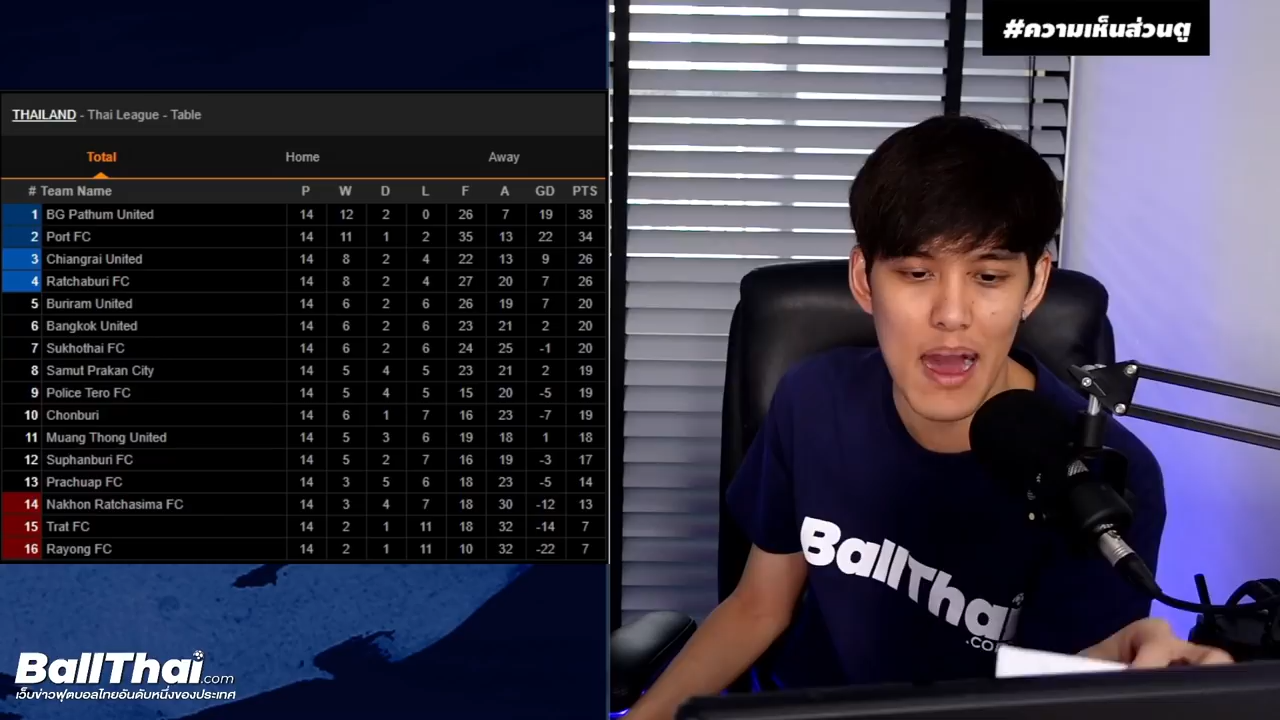 #ความเห็นส่วนตู
THAILAND - Thai League - Table
Total Home Away
# Team Name P W D L F A GD PTS
1 BG Pathum United 14 12 2 0 26 7 19 38
2 Port FC 14 11 1 2 35 13 22 34
3 Chiangrai United 14 8 2 4 22 13 9 26
4 Ratchaburi FC 14 8 2 4 27 20 7 26
5 Buriram United 14 6 2 6 26 19 7 20
6 Bangkok United 14 6 2 6 23 21 2 20
7 Sukhothai FC 14 6 2 6 24 25 -1 20
8 Samut Prakan City 14 5 4 5 23 21 2 19
9 Police Tero FC 14 5 4 5 15 20 -5 19
10 Chonburi 14 6 1 7 16 23 -7 19
11 Muang Thong United 14 5 3 6 19 18 1 18
12 Suphanburi FC 14 5 2 7 16 19 -3 17
13 Prachuap FC 14 3 5 6 18 23 -5 14
14 Nakhon Ratchasima FC 14 3 4 7 18 30 -12 13
15 Trat FC 14 2 1 11 18 32 -14 7
16 Rayong FC 14 2 1 11 10 32 -22 7
BallThai
BallThai.com
เว็บข่าวฟุตบอลไทยอันดับหนึ่งของประเทศ